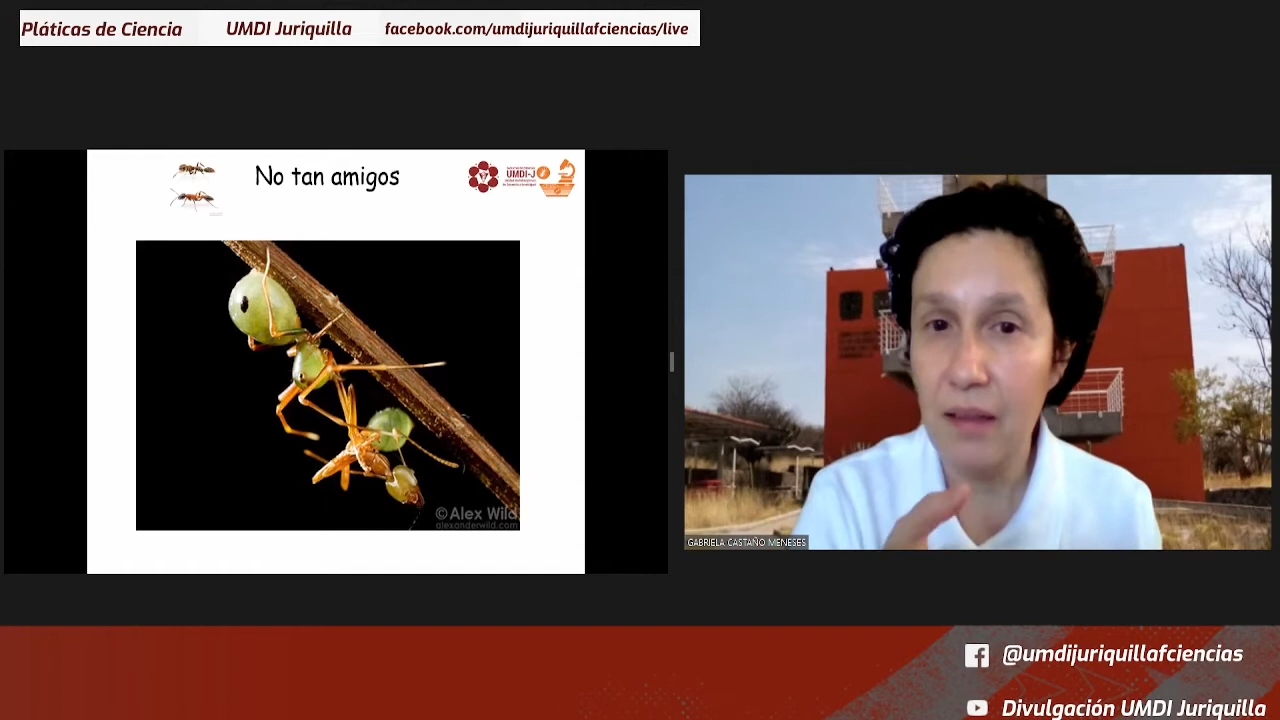 Pláticas de Ciencia UMDI Juriquilla facebook.com/umdijuriquillafciencias/live
No tan amigos
UMDI-J
©Alex Wild
alexanderwild.com
GABRIELA CASTAÑO MENESES
@umdijuriquillafciencias
Divulgación UMDI Juriquilla